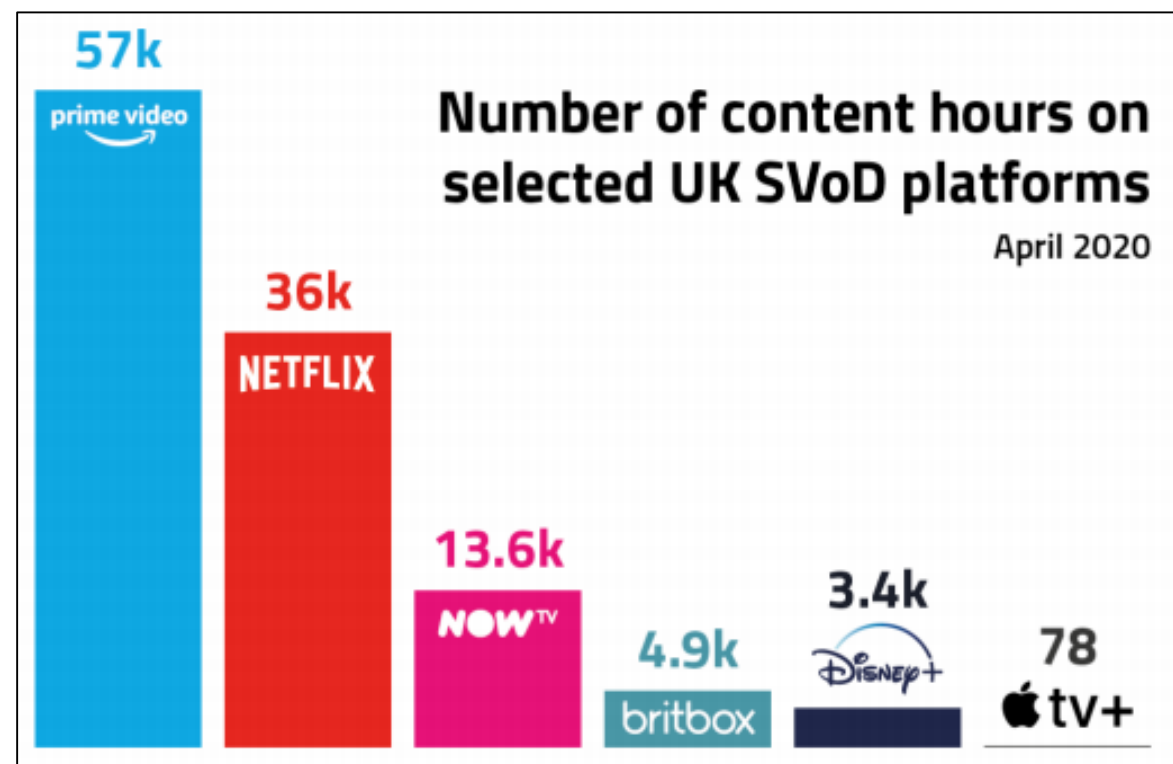 57k
prime video
Number of content hours on
selected UK SVoD platforms
April 2020
36k
NETFLIX
13.6k
NOW TV
4.9k
britbox
3.4k
Disney+
78
tv+